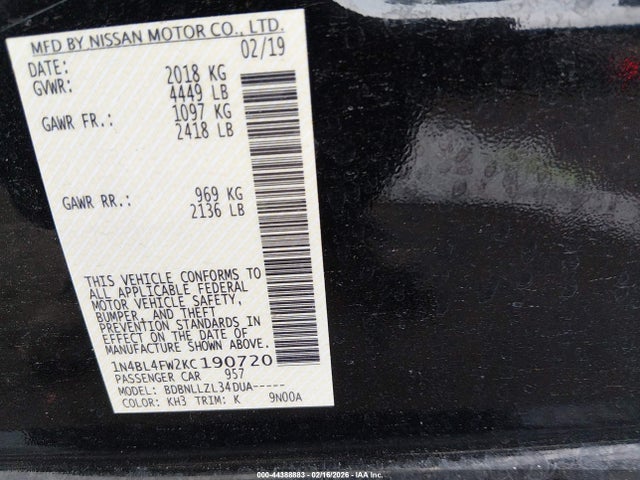 MFD BY NISSAN MOTOR CO., LTD.
DATE: 02/19
GVWR: 2018 KG
4449 LB
GAWR FR.: 1097 KG
2418 LB
GAWR RR.: 969 KG
2136 LB
THIS VEHICLE CONFORMS TO
ALL APPLICABLE FEDERAL
MOTOR VEHICLE SAFETY,
BUMPER, AND THEFT
PREVENTION STANDARDS IN
EFFECT ON THE DATE OF
MANUFACTURE SHOWN ABOVE.
1N4BL4FW2KC190720
PASSENGER CAR 957
MODEL: BDBNLLZL34DUA-----
COLOR: KH3 TRIM: K 9N00A
000-44388883 - 02/16/2026 - IAA Inc.